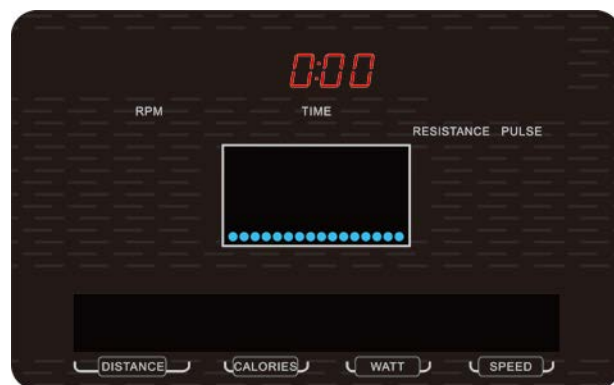 0:00
RPM TIME
RESISTANCE PULSE
DISTANCE CALORIES WATT SPEED